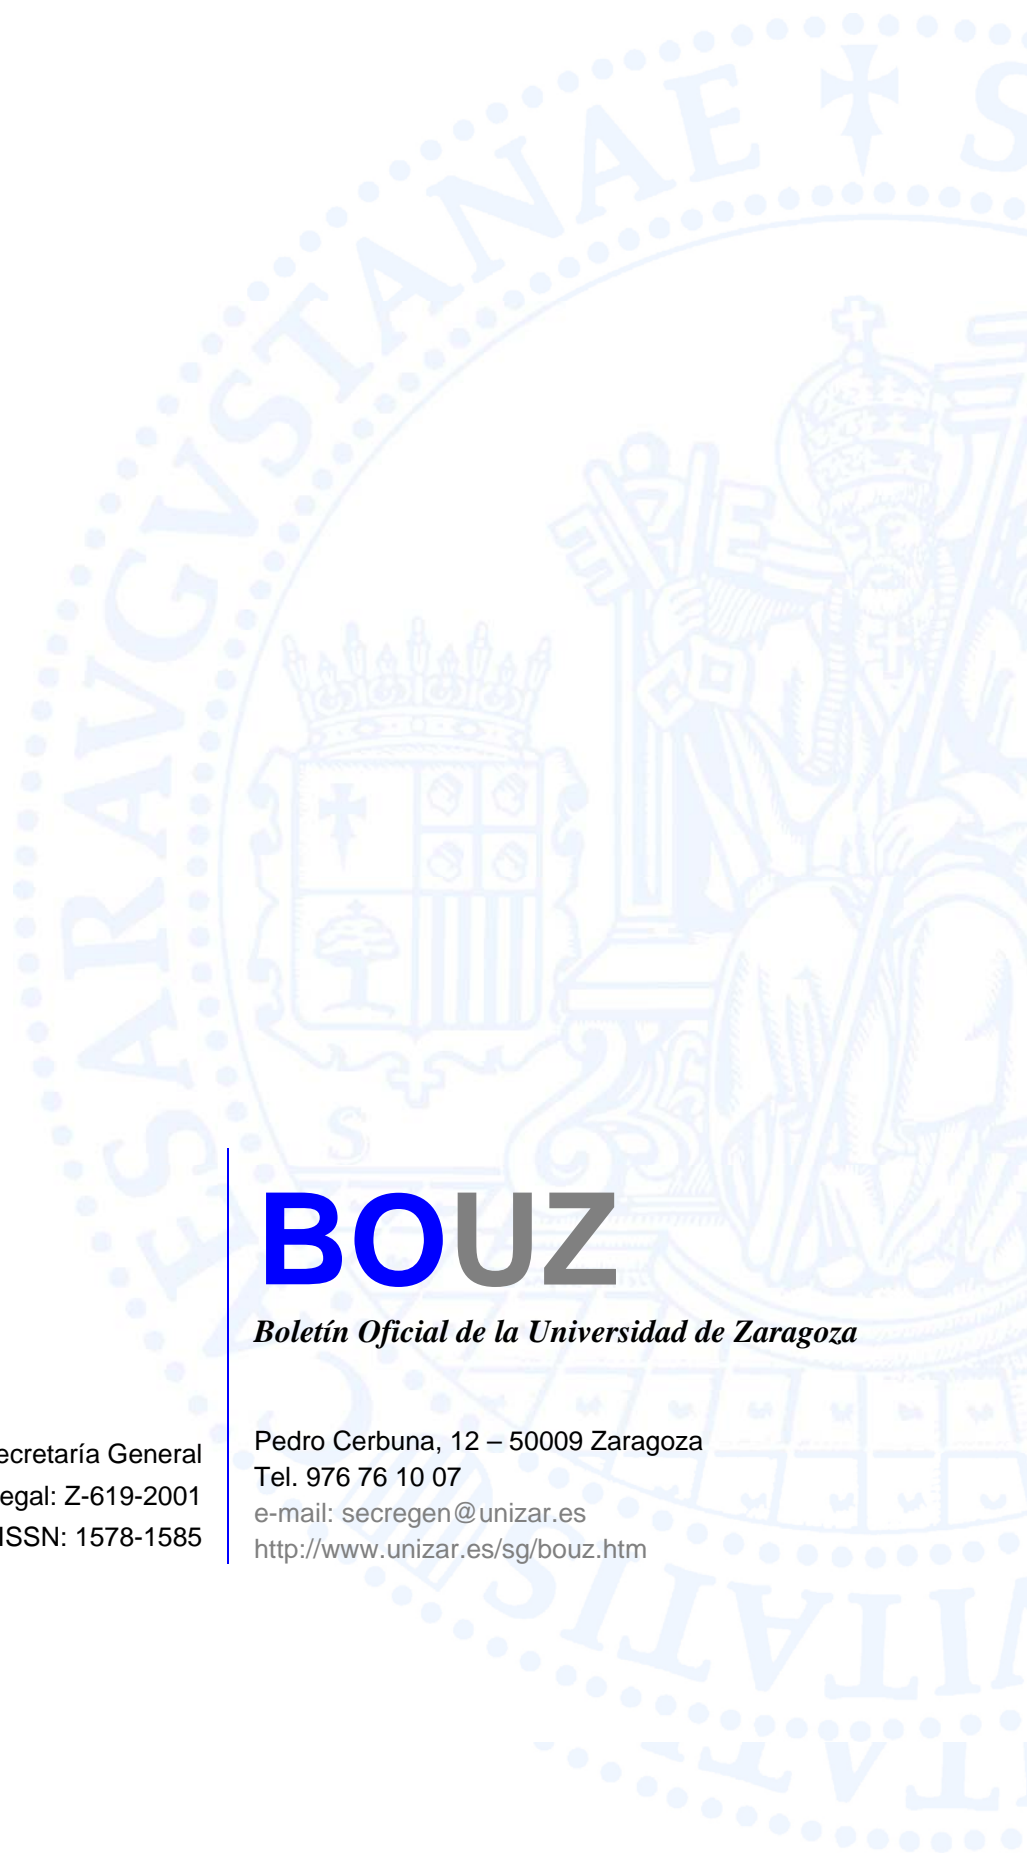 BOUZ
Boletín Oficial de la Universidad de Zaragoza
ecretaría General
egal: Z-619-2001
ISSN: 1578-1585
Pedro Cerbuna, 12 – 50009 Zaragoza
Tel. 976 76 10 07
e-mail: secregen@unizar.es
http://www.unizar.es/sg/bouz.htm